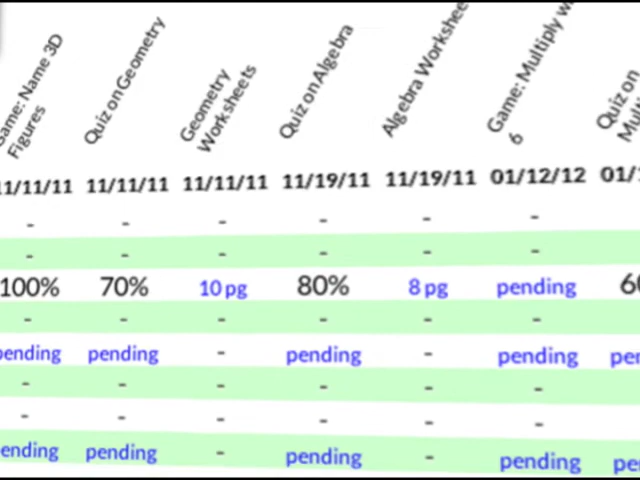 Game: Name 3D
Figures
Quiz on Geometry
Geometry
Worksheets
Quiz on Algebra
Algebra
Game: Multiply
6
Quiz on
11/11/11 11/11/11 11/11/11 11/19/11 11/19/11 01/12/12
- - - - - -
- - - - - -
100% 70% 10 pg 80% 8 pg pending
- - - - - -
pending pending - pending - pending
- - - - - -
- - - - - -
pending pending - pending - pending